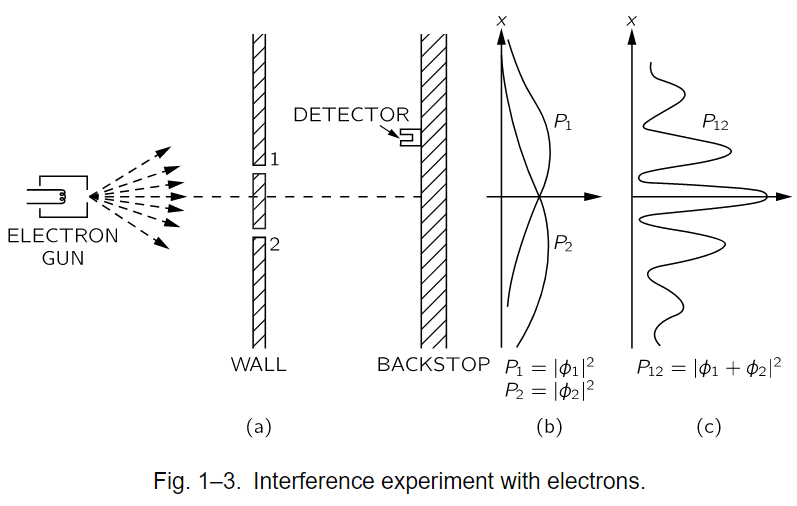 x
x
1
DETECTOR
P₁
P₁₂
ELECTRON
GUN
2
P₂
WALL
BACKSTOP
P₁ = |ϕ₁|²
P₂ = |ϕ₂|²
P₁₂ = |ϕ₁ + ϕ₂|²
(a)
(b)
(c)
Fig. 1–3. Interference experiment with electrons.